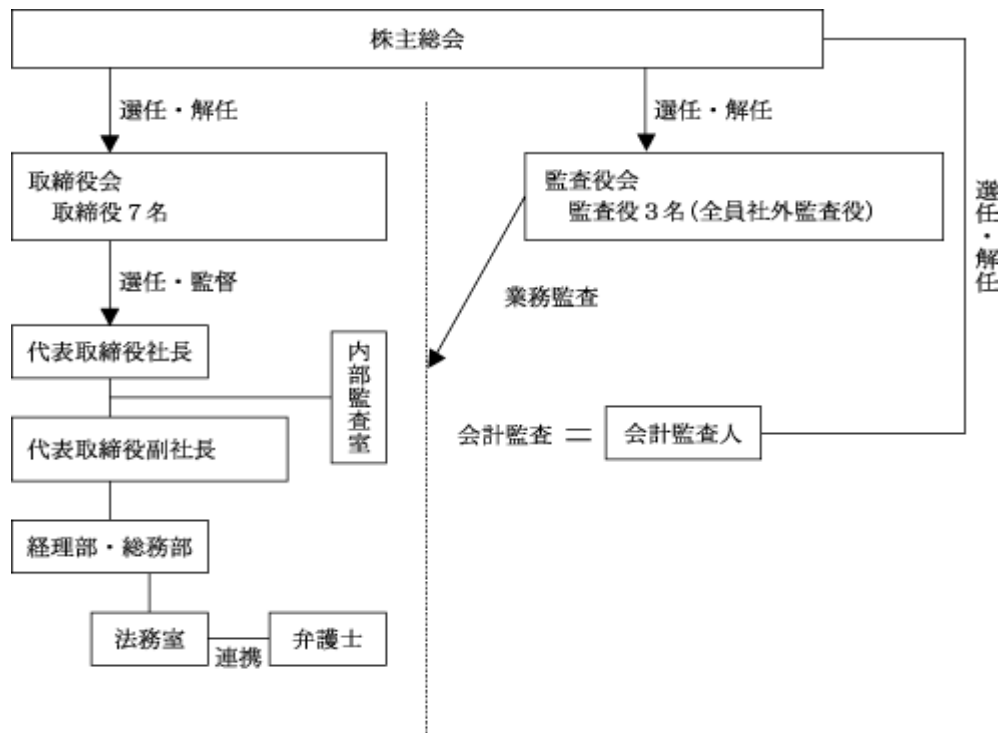 株主総会
選任・解任
選任・解任
取締役会
取締役7名
監査役会
監査役3名(全員社外監査役)
選任・解任
選任・監督
業務監査
代表取締役社長
内部監査室
代表取締役副社長
会計監査 = 会計監査人
経理部・総務部
法務室
連携
弁護士